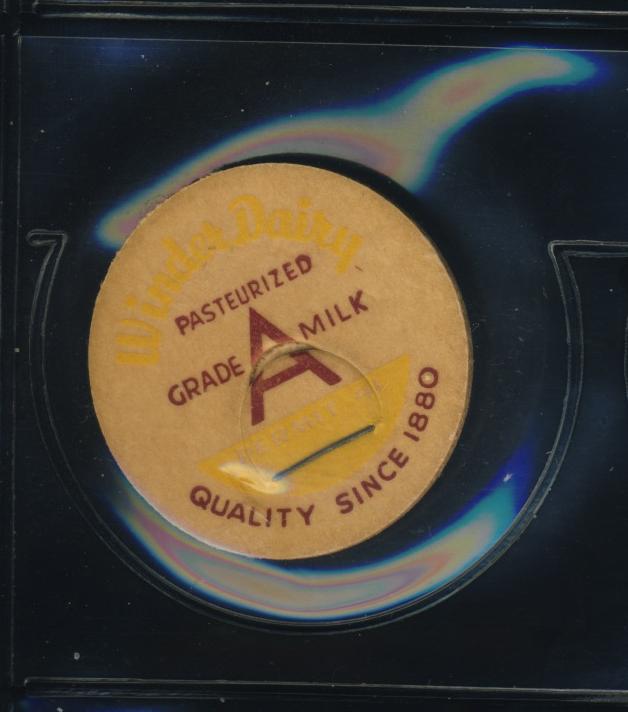 Winder Dairy
PASTEURIZED
GRADE A MILK
QUALITY SINCE 1880